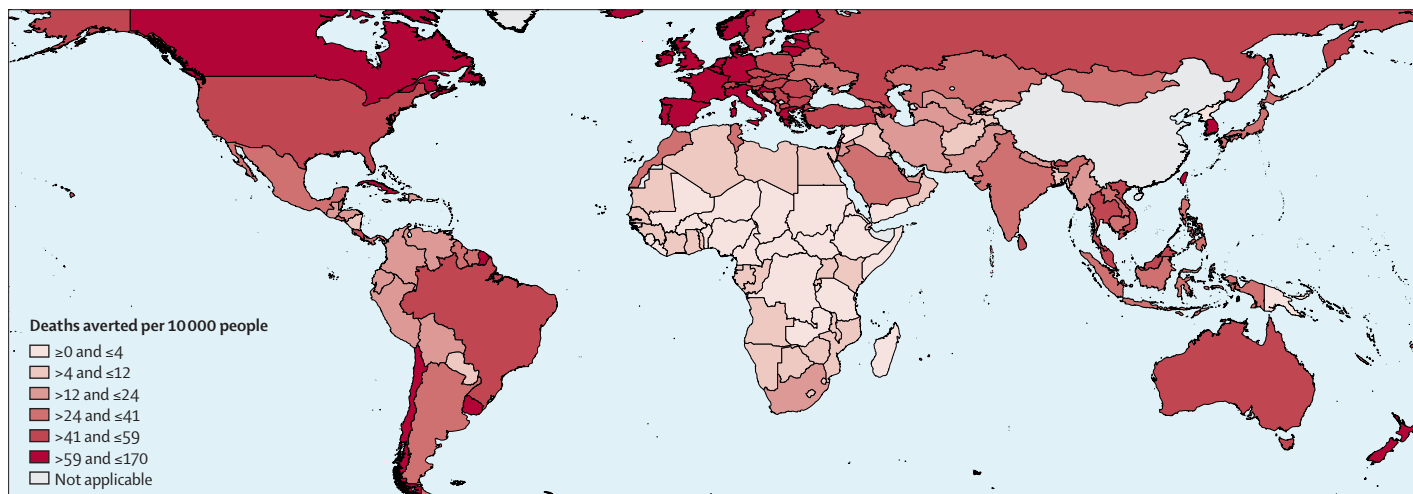 Deaths averted per 10 000 people
≥0 and ≤4
>4 and ≤12
>12 and ≤24
>24 and ≤41
>41 and ≤59
>59 and ≤170
Not applicable